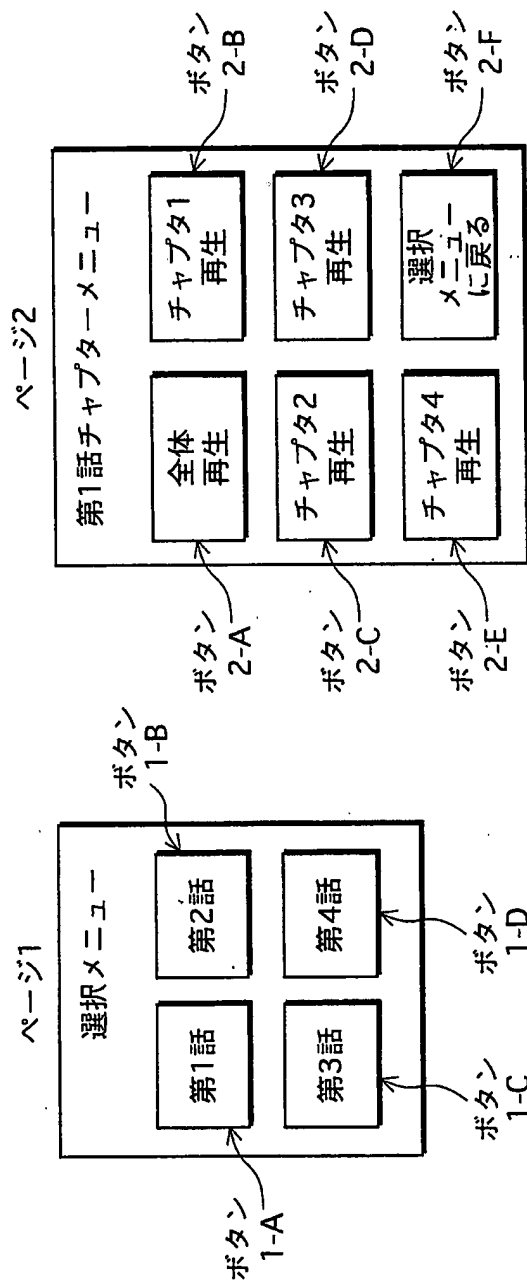 ページ1
選択メニュー
第1話
第2話
第3話
第4話
ボタン
1-A
ボタン
1-B
ボタン
1-C
ボタン
1-D
ページ2
第1話チャプターメニュー
全体
再生
チャプタ1
再生
チャプタ2
再生
チャプタ3
再生
チャプタ4
再生
選択
メニュー
に戻る
ボタン
2-A
ボタン
2-B
ボタン
2-C
ボタン
2-D
ボタン
2-E
ボタン
2-F